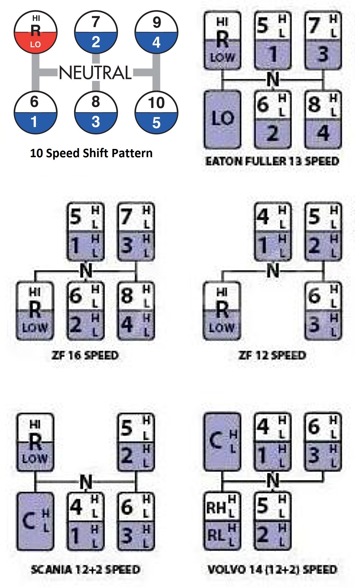 HI
R
LO
7
2
9
4
NEUTRAL
6
1
8
3
10
5
10 Speed Shift Pattern
HI
R
LOW
5 H L
1
7 H L
3
N
LO
6 H L
2
8 H L
4
EATON FULLER 13 SPEED
5 H L
1 H L
7 H L
3 H L
N
HI
R
LOW
6 H L
2 H L
8 H L
4 H L
ZF 16 SPEED
4 H L
1 H L
5 H L
2 H L
N
HI
R
LOW
6 H L
3 H L
ZF 12 SPEED
HI
R
LOW
5 H L
2 H L
N
C H L
4 H L
1 H L
6 H L
3 H L
SCANIA 12+2 SPEED
C H L
4 H L
1 H L
6 H L
3 H L
N
RH H L
RL H L
5 H L
2 H L
VOLVO 14 (12+2) SPEED